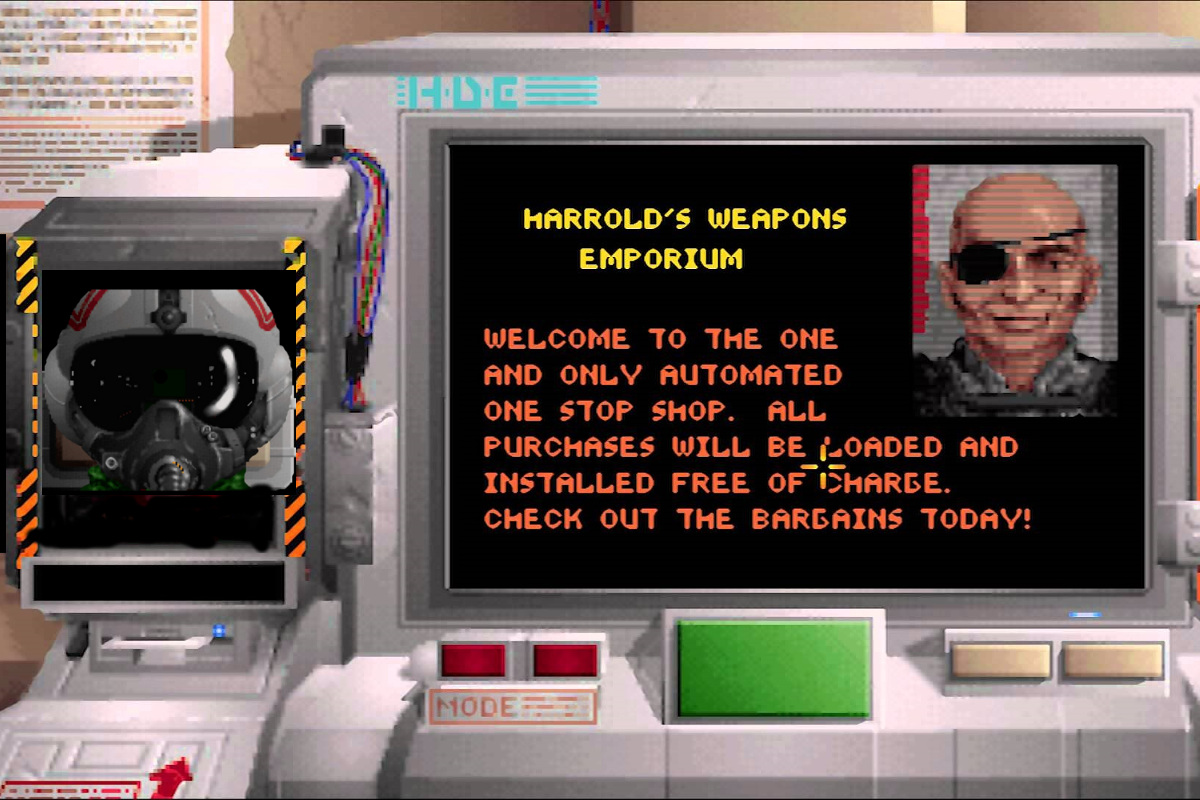 H·D·E
HARROLD'S WEAPONS
EMPORIUM
WELCOME TO THE ONE
AND ONLY AUTOMATED
ONE STOP SHOP. ALL
PURCHASES WILL BE LOADED AND
INSTALLED FREE OF CHARGE.
CHECK OUT THE BARGAINS TODAY!
MODE